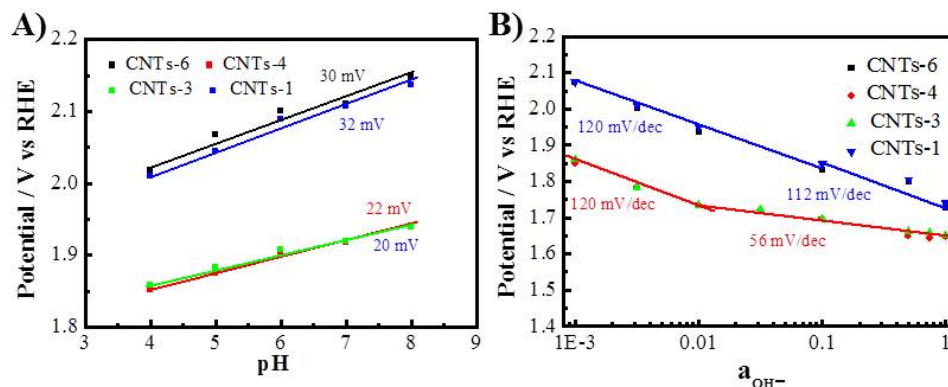 A)
2.2
2.1
2.0
1.9
1.8
3 4 5 6 7 8 9
pH
Potential / V vs RHE
CNTs-6 CNTs-4
CNTs-3 CNTs-1
30 mV
32 mV
22 mV
20 mV
B)
2.2
2.1
2.0
1.9
1.8
1.7
1.6
1.5
1.4
1E-3 0.01 0.1 1
aOH−
Potential / V vs RHE
CNTs-6
CNTs-4
CNTs-3
CNTs-1
120 mV/dec
112 mV/dec
120 mV/dec
56 mV/dec